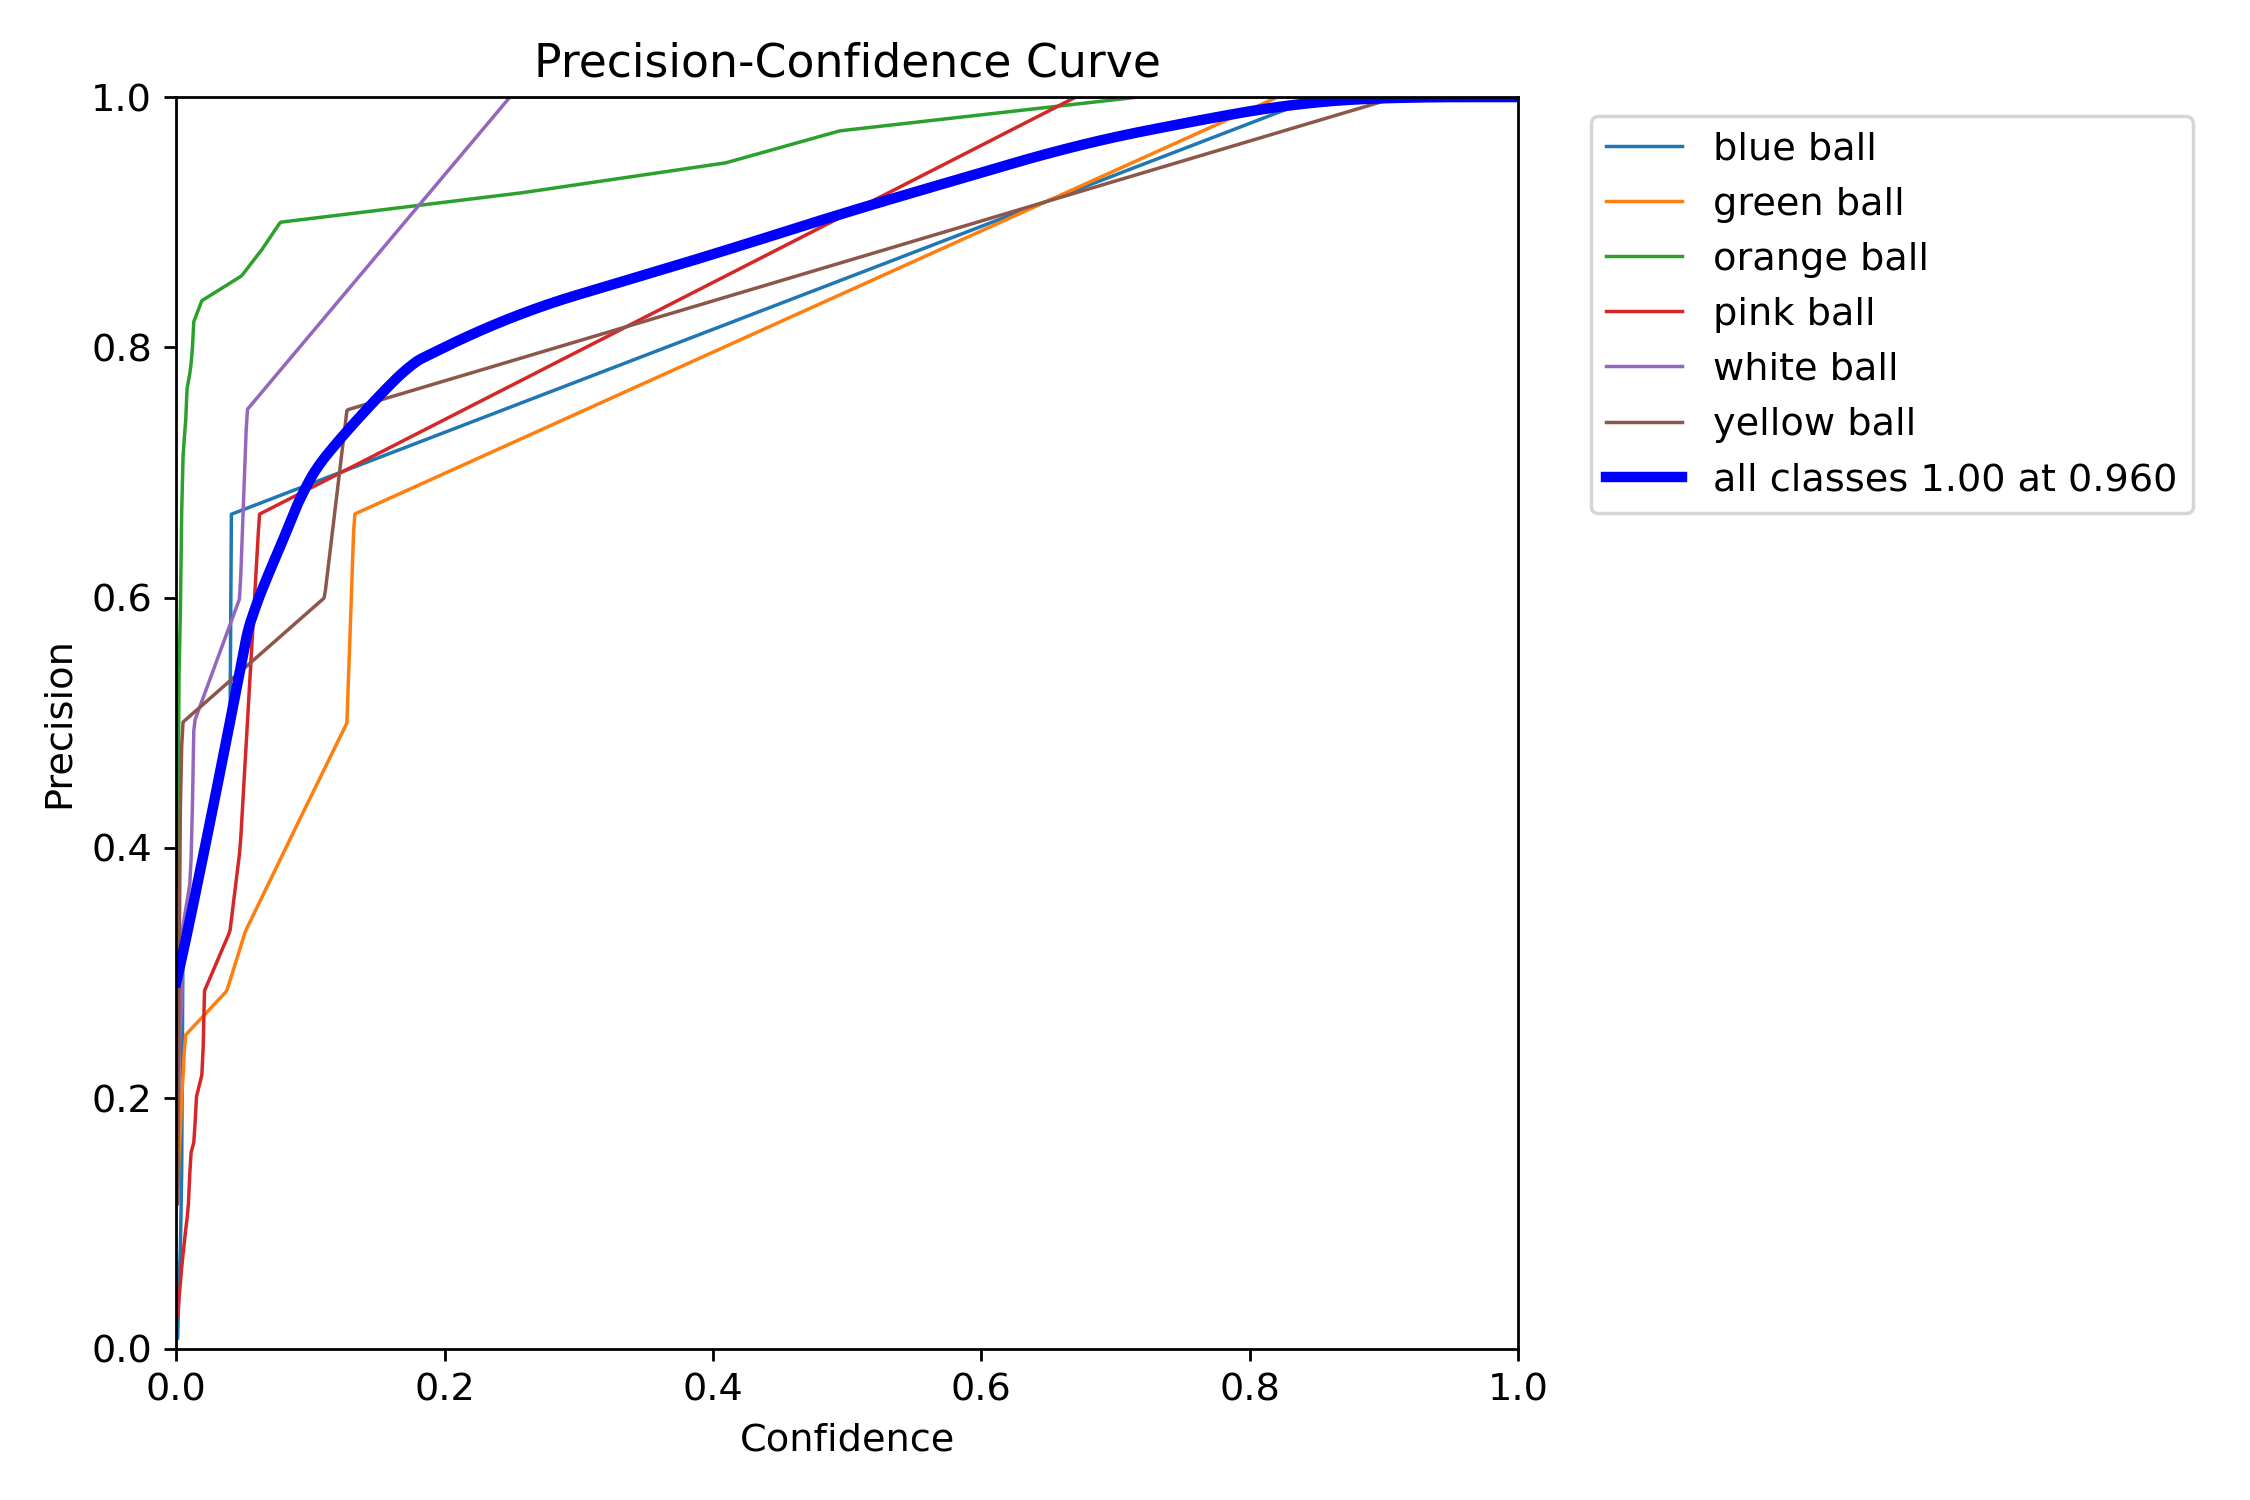 Precision-Confidence Curve
1.0
0.8
0.6
0.4
0.2
0.0
Precision
0.0 0.2 0.4 0.6 0.8 1.0
Confidence
blue ball
green ball
orange ball
pink ball
white ball
yellow ball
all classes 1.00 at 0.960